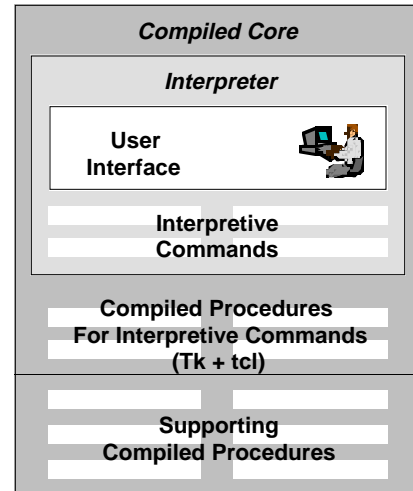 Compiled Core
Interpreter
User
Interface
Interpretive
Commands
Compiled Procedures
For Interpretive Commands
(Tk + tcl)
Supporting
Compiled Procedures